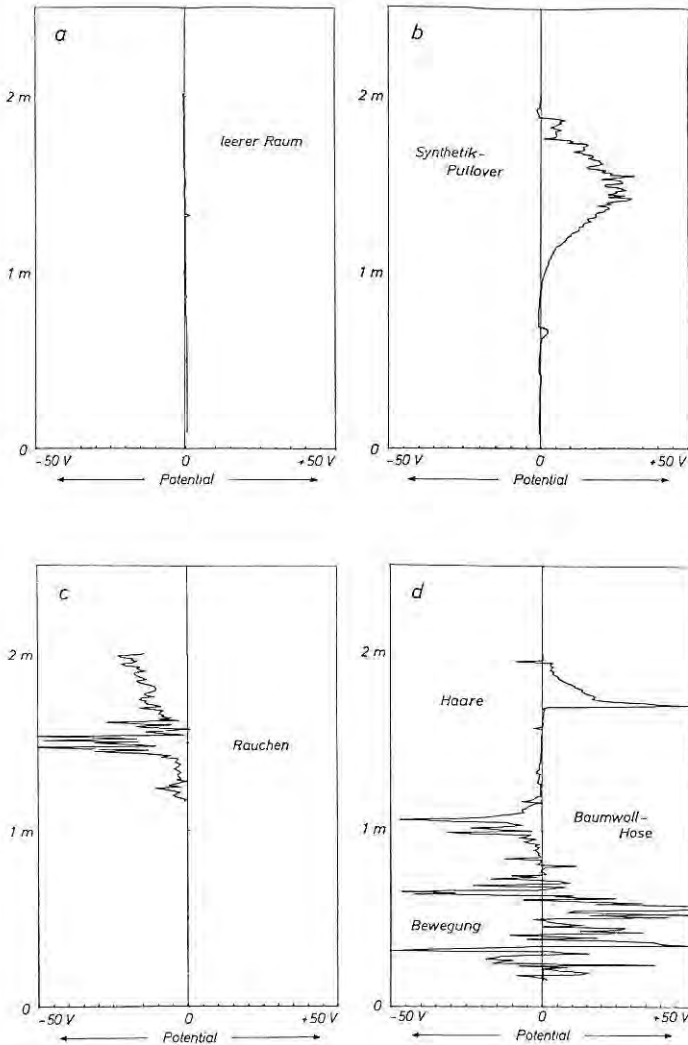 a
2 m
leerer Raum
1 m
0
-50 V
0
+50 V
Potential
b
2 m
Synthetik-
Pullover
1 m
0
-50 V
0
+50 V
Potential
c
2 m
Rauchen
1 m
0
-50 V
0
+50 V
Potential
d
2 m
Haare
1 m
Baumwoll-
Hose
Bewegung
0
-50 V
0
+50 V
Potential